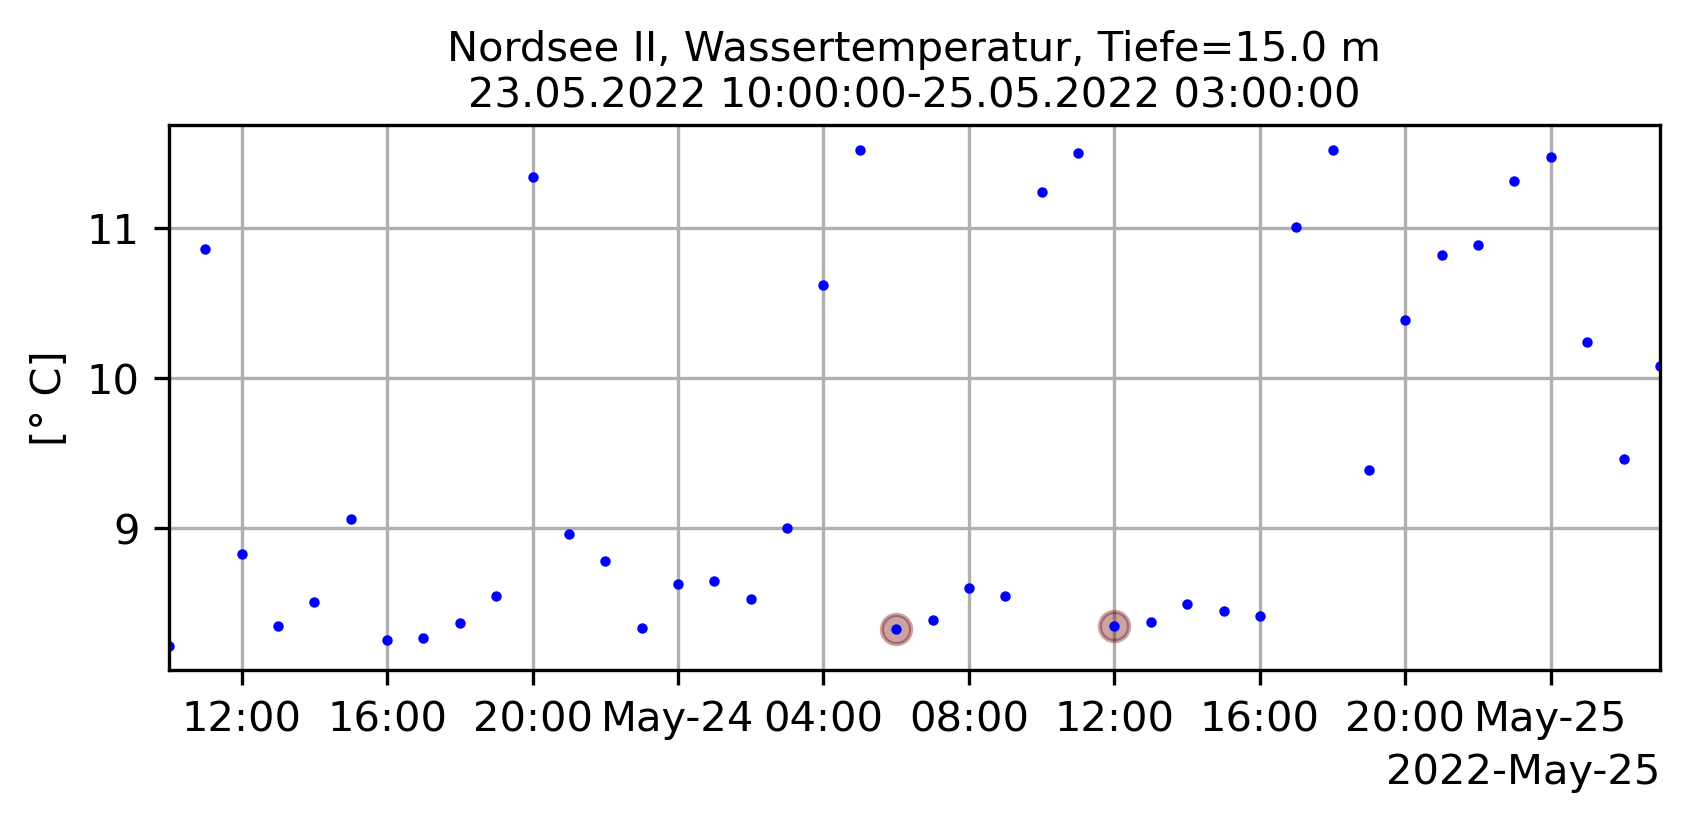 Nordsee II, Wassertemperatur, Tiefe=15.0 m
23.05.2022 10:00:00-25.05.2022 03:00:00
[° C]
11
10
9
12:00 16:00 20:00 May-24 04:00 08:00 12:00 16:00 20:00 May-25
2022-May-25